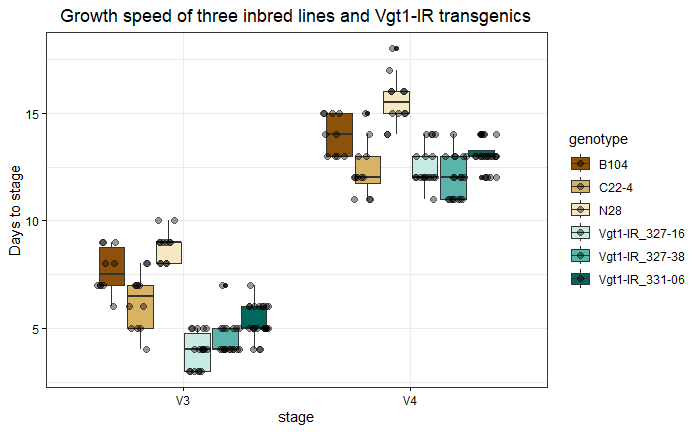 Growth speed of three inbred lines and Vgt1-IR transgenics
Days to stage
15
10
5
V3
V4
stage
genotype
B104
C22-4
N28
Vgt1-IR_327-16
Vgt1-IR_327-38
Vgt1-IR_331-06